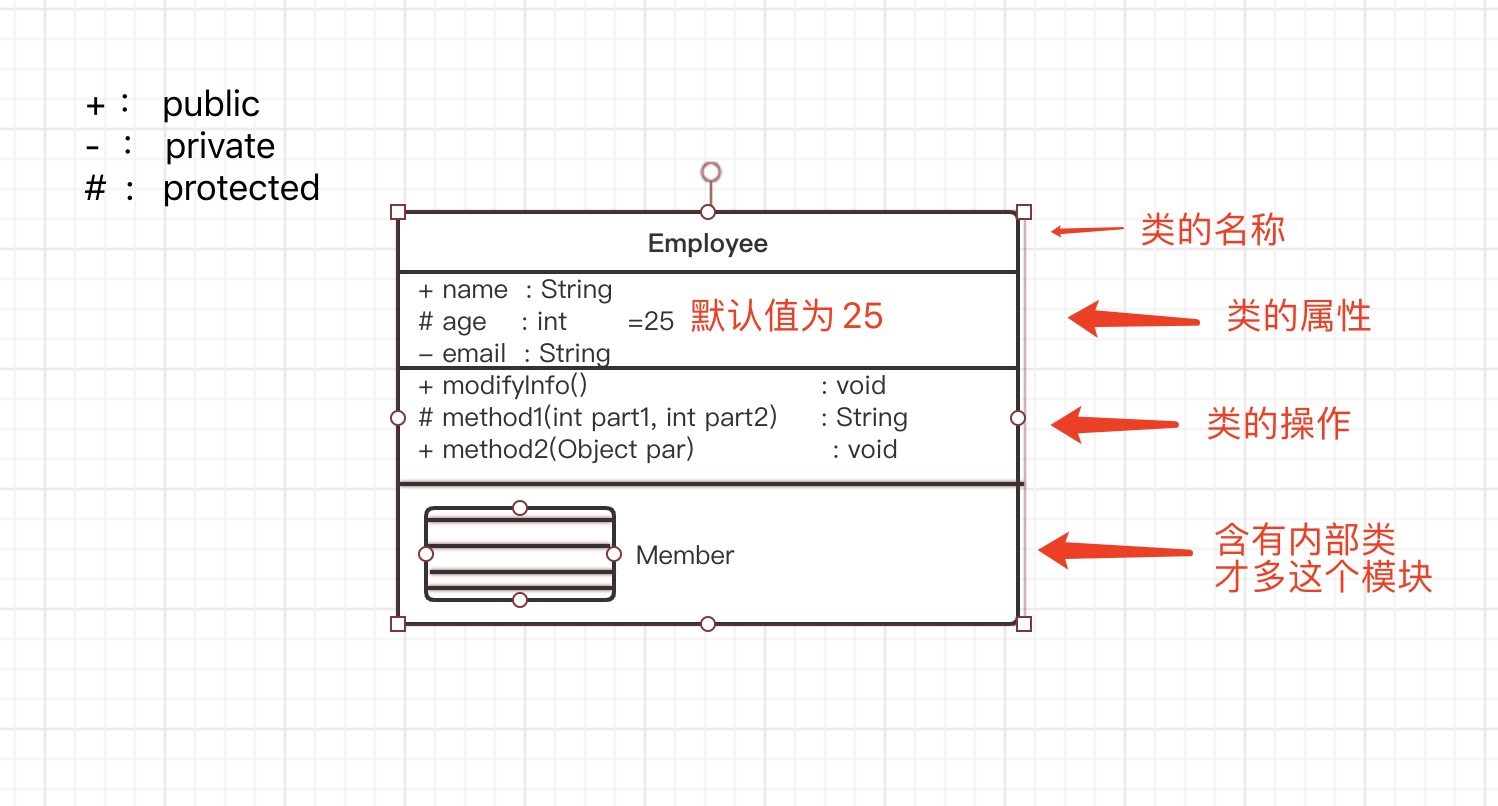 + : public
- : private
# : protected
Employee
类的名称
+ name : String
# age : int =25 默认值为 25
– email : String
类的属性
+ modifyInfo() : void
# method1(int part1, int part2) : String
+ method2(Object par) : void
类的操作
Member
含有内部类
才多这个模块